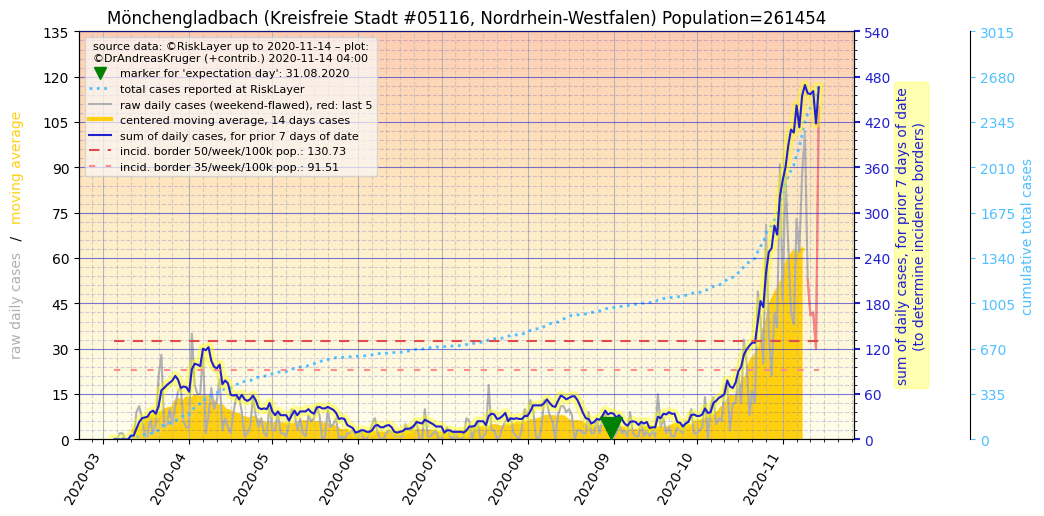 Mönchengladbach (Kreisfreie Stadt #05116, Nordrhein-Westfalen) Population=261454
source data: ©RiskLayer up to 2020-11-14 – plot:
©DrAndreasKruger (+contrib.) 2020-11-14 04:00
marker for 'expectation day': 31.08.2020
total cases reported at RiskLayer
raw daily cases (weekend-flawed), red: last 5
centered moving average, 14 days cases
sum of daily cases, for prior 7 days of date
incid. border 50/week/100k pop.: 130.73
incid. border 35/week/100k pop.: 91.51
raw daily cases / moving average
135
120
105
90
75
60
45
30
15
0
2020-03
2020-04
2020-05
2020-06
2020-07
2020-08
2020-09
2020-10
2020-11
540
480
420
360
300
240
180
120
60
0
sum of daily cases, for prior 7 days of date
(to determine incidence borders)
3015
2680
2345
2010
1675
1340
1005
670
335
0
cumulative total cases